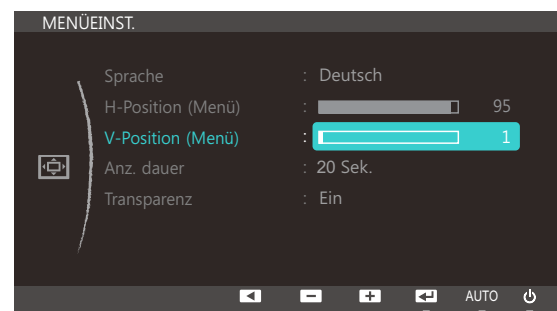 MENÜEINST.
Sprache : Deutsch
H-Position (Menü) : 95
V-Position (Menü) : 1
Anz. dauer : 20 Sek.
Transparenz : Ein
AUTO